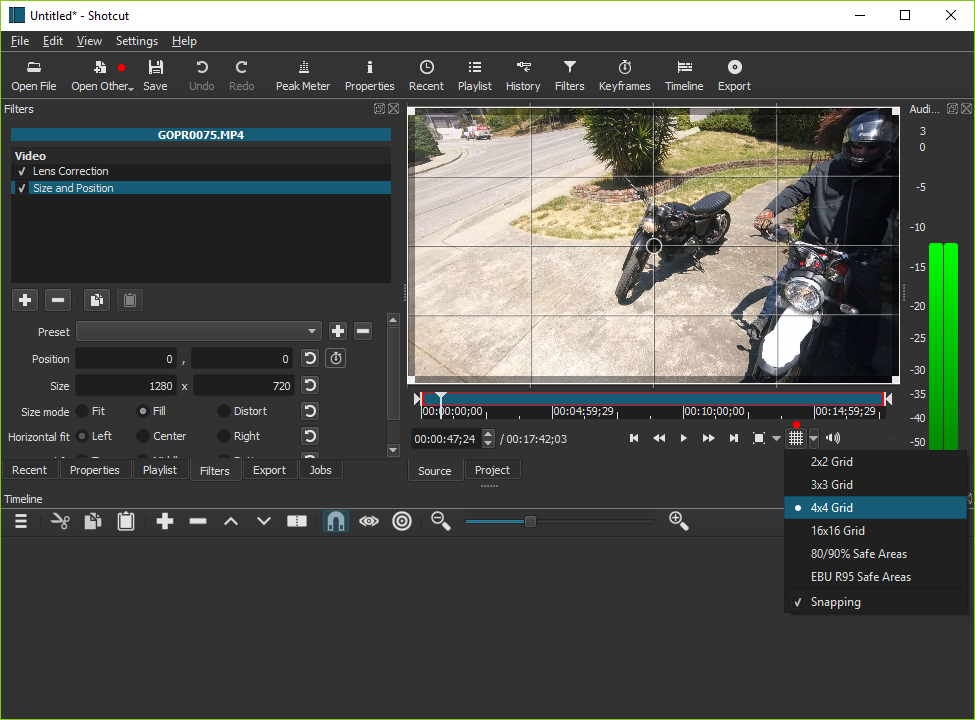 Untitled* - Shotcut
File Edit View Settings Help
Open File Open Other... Save Undo Redo Peak Meter Properties Recent Playlist History Filters Keyframes Timeline Export
Filters
Audi...
GOPR0075.MP4
3
0
-5
-10
-15
-20
-25
-30
-35
-40
-50
Video
✓ Lens Correction
✓ Size and Position
Preset
Position 0 , 0
Size 1280 x 720
Size mode Fit Fill Distort
Horizontal fit Left Center Right
00:00:00;00 00:04:59;29 00:10:00;00 00:14:59;29
00:00:47;24 / 00:17:42;03
Recent Properties Playlist Filters Export Jobs
Source Project
2x2 Grid
3x3 Grid
4x4 Grid
16x16 Grid
80/90% Safe Areas
EBU R95 Safe Areas
✓ Snapping
Timeline